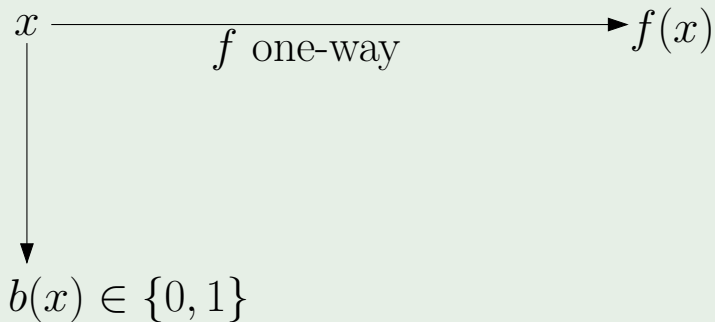 x f(x)
f one-way
b(x) ∈ {0, 1}